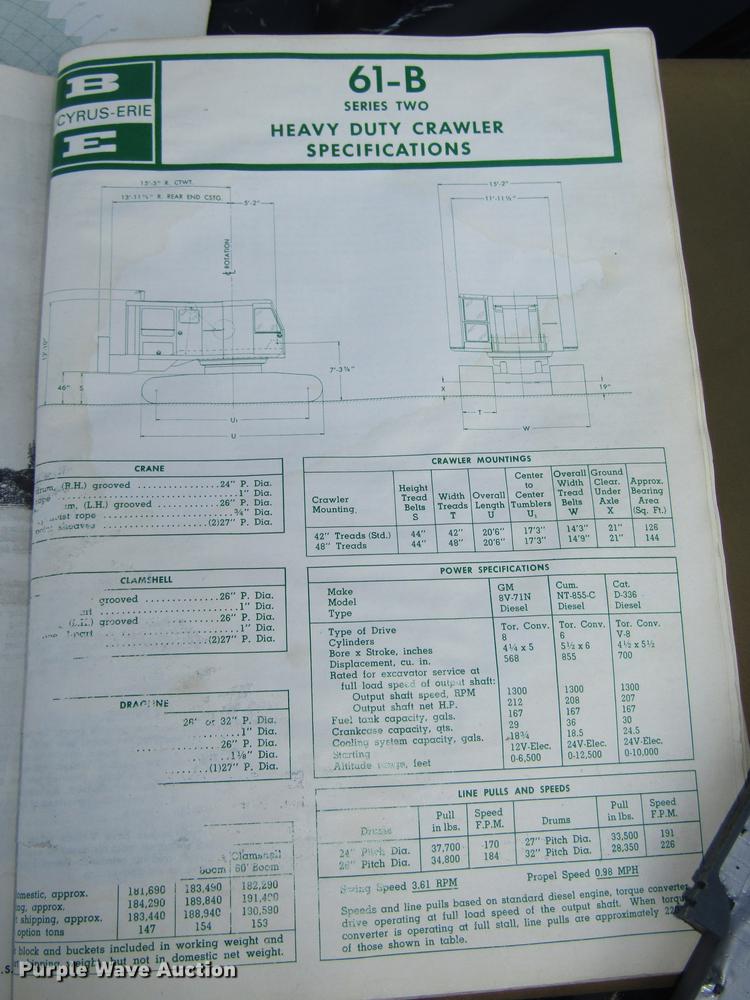 B
CYRUS-ERIE
E
61-B
SERIES TWO
HEAVY DUTY CRAWLER
SPECIFICATIONS
15'-5" R. CTWT.
13'-11⅞" R. REAR END CSTG.
5'-2"
ROTATION
46" S
7'-3⅛"
U₁
U
15'-2"
11'-11½"
X
19"
T
W
CRANE
drum, (R.H.) grooved 24" P. Dia.
rope 1" Dia.
(L.H.) grooved 26" P. Dia.
rope ¾" Dia.
sheaves (2)27" P. Dia.
CLAMSHELL
grooved 26" P. Dia.
1" Dia.
(L.H.) grooved 26" P. Dia.
1" Dia.
(2)27" P. Dia.
DRAGLINE
26" or 32" P. Dia.
1" Dia.
26" P. Dia.
1⅛" Dia.
(1)27" P. Dia.
Clamshell
boom 60' Boom
approx. 181,690 183,490 182,290
approx. 184,290 189,840 191,490
shipping, approx. 183,440 188,940 190,590
option tons 147 154 153
block and buckets included in working weight and
shipping weight but not in domestic net weight.
CRAWLER MOUNTINGS
Crawler Mounting Height Tread Belts S Width Treads T Overall Length U Center to Center Tumblers U₁ Overall Width Tread Belts W Ground Clear. Under Axle X Approx. Bearing Area (Sq. Ft.)
42" Treads (Std.) 44" 42" 20'6" 17'3" 14'3" 21" 126
48" Treads 44" 48" 20'6" 17'3" 14'9" 21" 144
POWER SPECIFICATIONS
Make GM Cum. Cat.
Model 8V-71N NT-855-C D-336
Type Diesel Diesel Diesel
Type of Drive Tor. Conv. Tor. Conv. Tor. Conv.
Cylinders 8 6 V-8
Bore x Stroke, inches 4¼ x 5 5½ x 6 4½ x 5½
Displacement, cu. in. 568 855 700
Rated for excavator service at
full load speed of output shaft:
Output shaft speed, RPM 1300 1300 1300
Output shaft net H.P. 212 208 207
Fuel tank capacity, gals. 167 167 167
Crankcase capacity, qts. 29 36 30
Cooling system capacity, gals. 18¾ 18.5 24.5
Starting 12V-Elec. 24V-Elec. 24V-Elec.
Altitude range, feet 0-6,500 0-12,500 0-10,000
LINE PULLS AND SPEEDS
Drums Pull in lbs. Speed F.P.M. Drums Pull in lbs. Speed F.P.M.
24" Pitch Dia. 37,700 170 27" Pitch Dia. 33,500 191
26" Pitch Dia. 34,800 184 32" Pitch Dia. 28,350 226
Swing Speed 3.61 RPM Propel Speed 0.98 MPH
Speeds and line pulls based on standard diesel engine, torque converter
drive operating at full load speed of the output shaft. When torque
converter is operating at full stall, line pulls are approximately
of those shown in table.
Purple Wave Auction